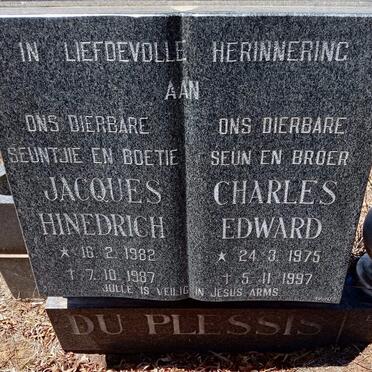 IN LIEFDEVOLLE HERINNERING
AAN
ONS DIERBARE
SEUNTJIE EN BOETIE
JACQUES
HINEDRICH
* 16.2.1982
† 7.10.1987
ONS DIERBARE
SEUN EN BROER
CHARLES
EDWARD
* 24.3.1975
† 5.11.1997
JULLE IS VEILIG IN JESUS ARMS
DU PLESSIS